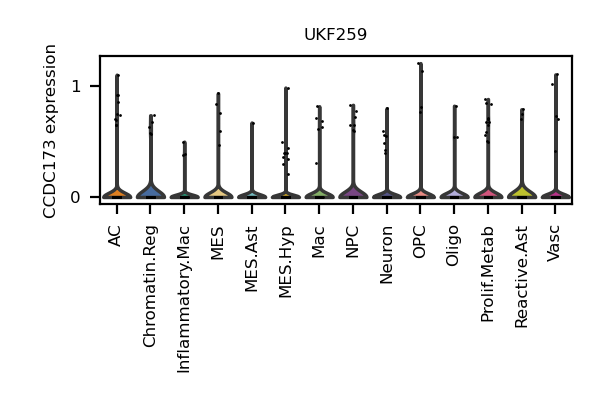 UKF259
CCDC173 expression
1
0
AC
Chromatin.Reg
Inflammatory.Mac
MES
MES.Ast
MES.Hyp
Mac
NPC
Neuron
OPC
Oligo
Prolif.Metab
Reactive.Ast
Vasc